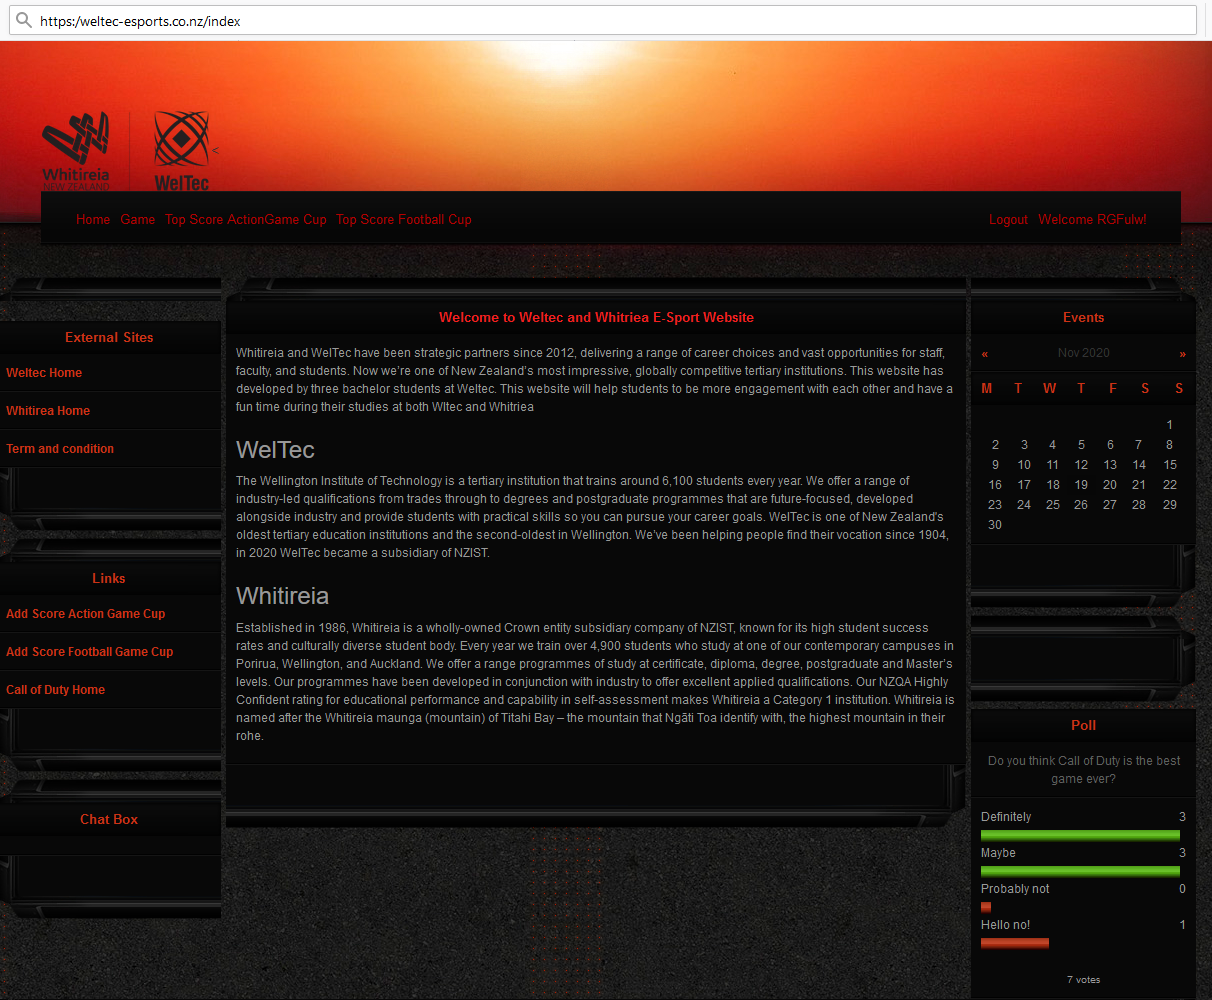 https:/weltec-esports.co.nz/index
Whitireia
NEW ZEALAND
WelTec
<
Home Game Top Score ActionGame Cup Top Score Football Cup Logout Welcome RGFulw!
External Sites
Weltec Home
Whitirea Home
Term and condition
Links
Add Score Action Game Cup
Add Score Football Game Cup
Call of Duty Home
Chat Box
Welcome to Weltec and Whitriea E-Sport Website
Whitireia and WelTec have been strategic partners since 2012, delivering a range of career choices and vast opportunities for staff,
faculty, and students. Now we're one of New Zealand's most impressive, globally competitive tertiary institutions. This website has
developed by three bachelor students at Weltec. This website will help students to be more engagement with each other and have a
fun time during their studies at both Wltec and Whitriea
WelTec
The Wellington Institute of Technology is a tertiary institution that trains around 6,100 students every year. We offer a range of
industry-led qualifications from trades through to degrees and postgraduate programmes that are future-focused, developed
alongside industry and provide students with practical skills so you can pursue your career goals. WelTec is one of New Zealand's
oldest tertiary education institutions and the second-oldest in Wellington. We've been helping people find their vocation since 1904,
in 2020 WelTec became a subsidiary of NZIST.
Whitireia
Established in 1986, Whitireia is a wholly-owned Crown entity subsidiary company of NZIST, known for its high student success
rates and culturally diverse student body. Every year we train over 4,900 students who study at one of our contemporary campuses in
Porirua, Wellington, and Auckland. We offer a range programmes of study at certificate, diploma, degree, postgraduate and Master's
levels. Our programmes have been developed in conjunction with industry to offer excellent applied qualifications. Our NZQA Highly
Confident rating for educational performance and capability in self-assessment makes Whitireia a Category 1 institution. Whitireia is
named after the Whitireia maunga (mountain) of Titahi Bay – the mountain that Ngāti Toa identify with, the highest mountain in their
rohe.
Events
« Nov 2020 »
M T W T F S S
1
2 3 4 5 6 7 8
9 10 11 12 13 14 15
16 17 18 19 20 21 22
23 24 25 26 27 28 29
30
Poll
Do you think Call of Duty is the best
game ever?
Definitely 3
Maybe 3
Probably not 0
Hello no! 1
7 votes